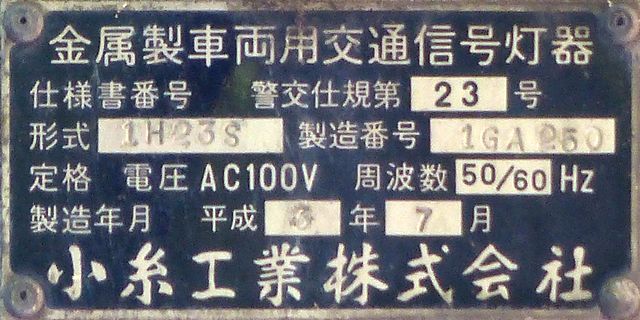 金属製車両用交通信号灯器
仕様書番号 警交仕規第 23 号
形式 1H23S 製造番号 1GA250
定格 電圧 AC100V 周波数 50/60 Hz
製造年月 平成 3 年 7 月
小糸工業株式会社